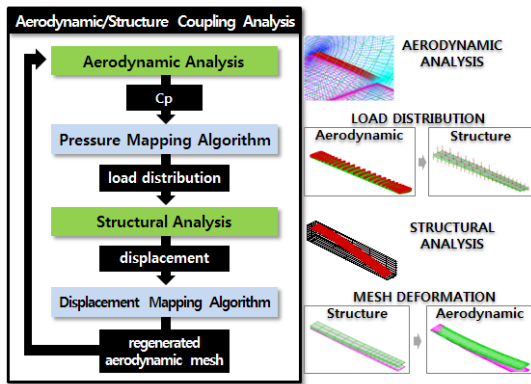 Aerodynamic/Structure Coupling Analysis
Aerodynamic Analysis
Cp
Pressure Mapping Algorithm
load distribution
Structural Analysis
displacement
Displacement Mapping Algorithm
regenerated
aerodynamic mesh
AERODYNAMIC
ANALYSIS
LOAD DISTRIBUTION
Aerodynamic
Structure
STRUCTURAL
ANALYSIS
MESH DEFORMATION
Structure
Aerodynamic